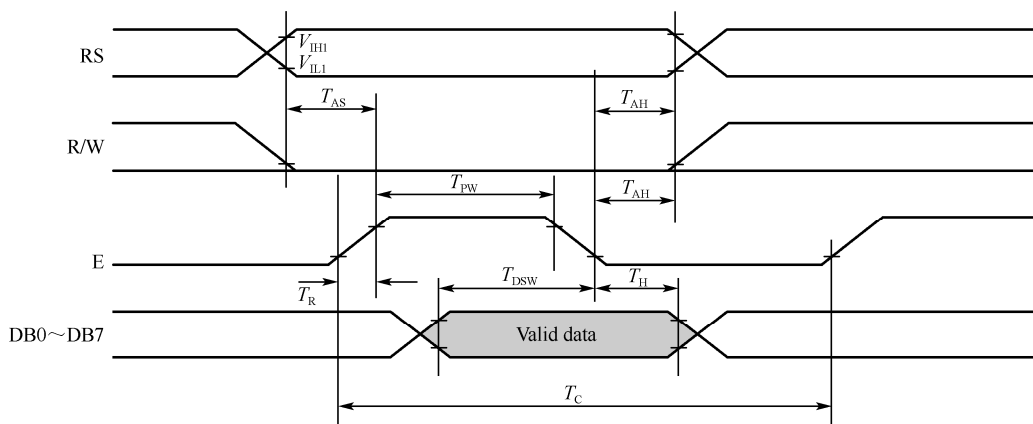 RS
V_IH1
V_IL1
T_AS
T_AH
R/W
T_PW
T_AH
E
T_R
T_DSW
T_H
DB0～DB7
Valid data
T_C